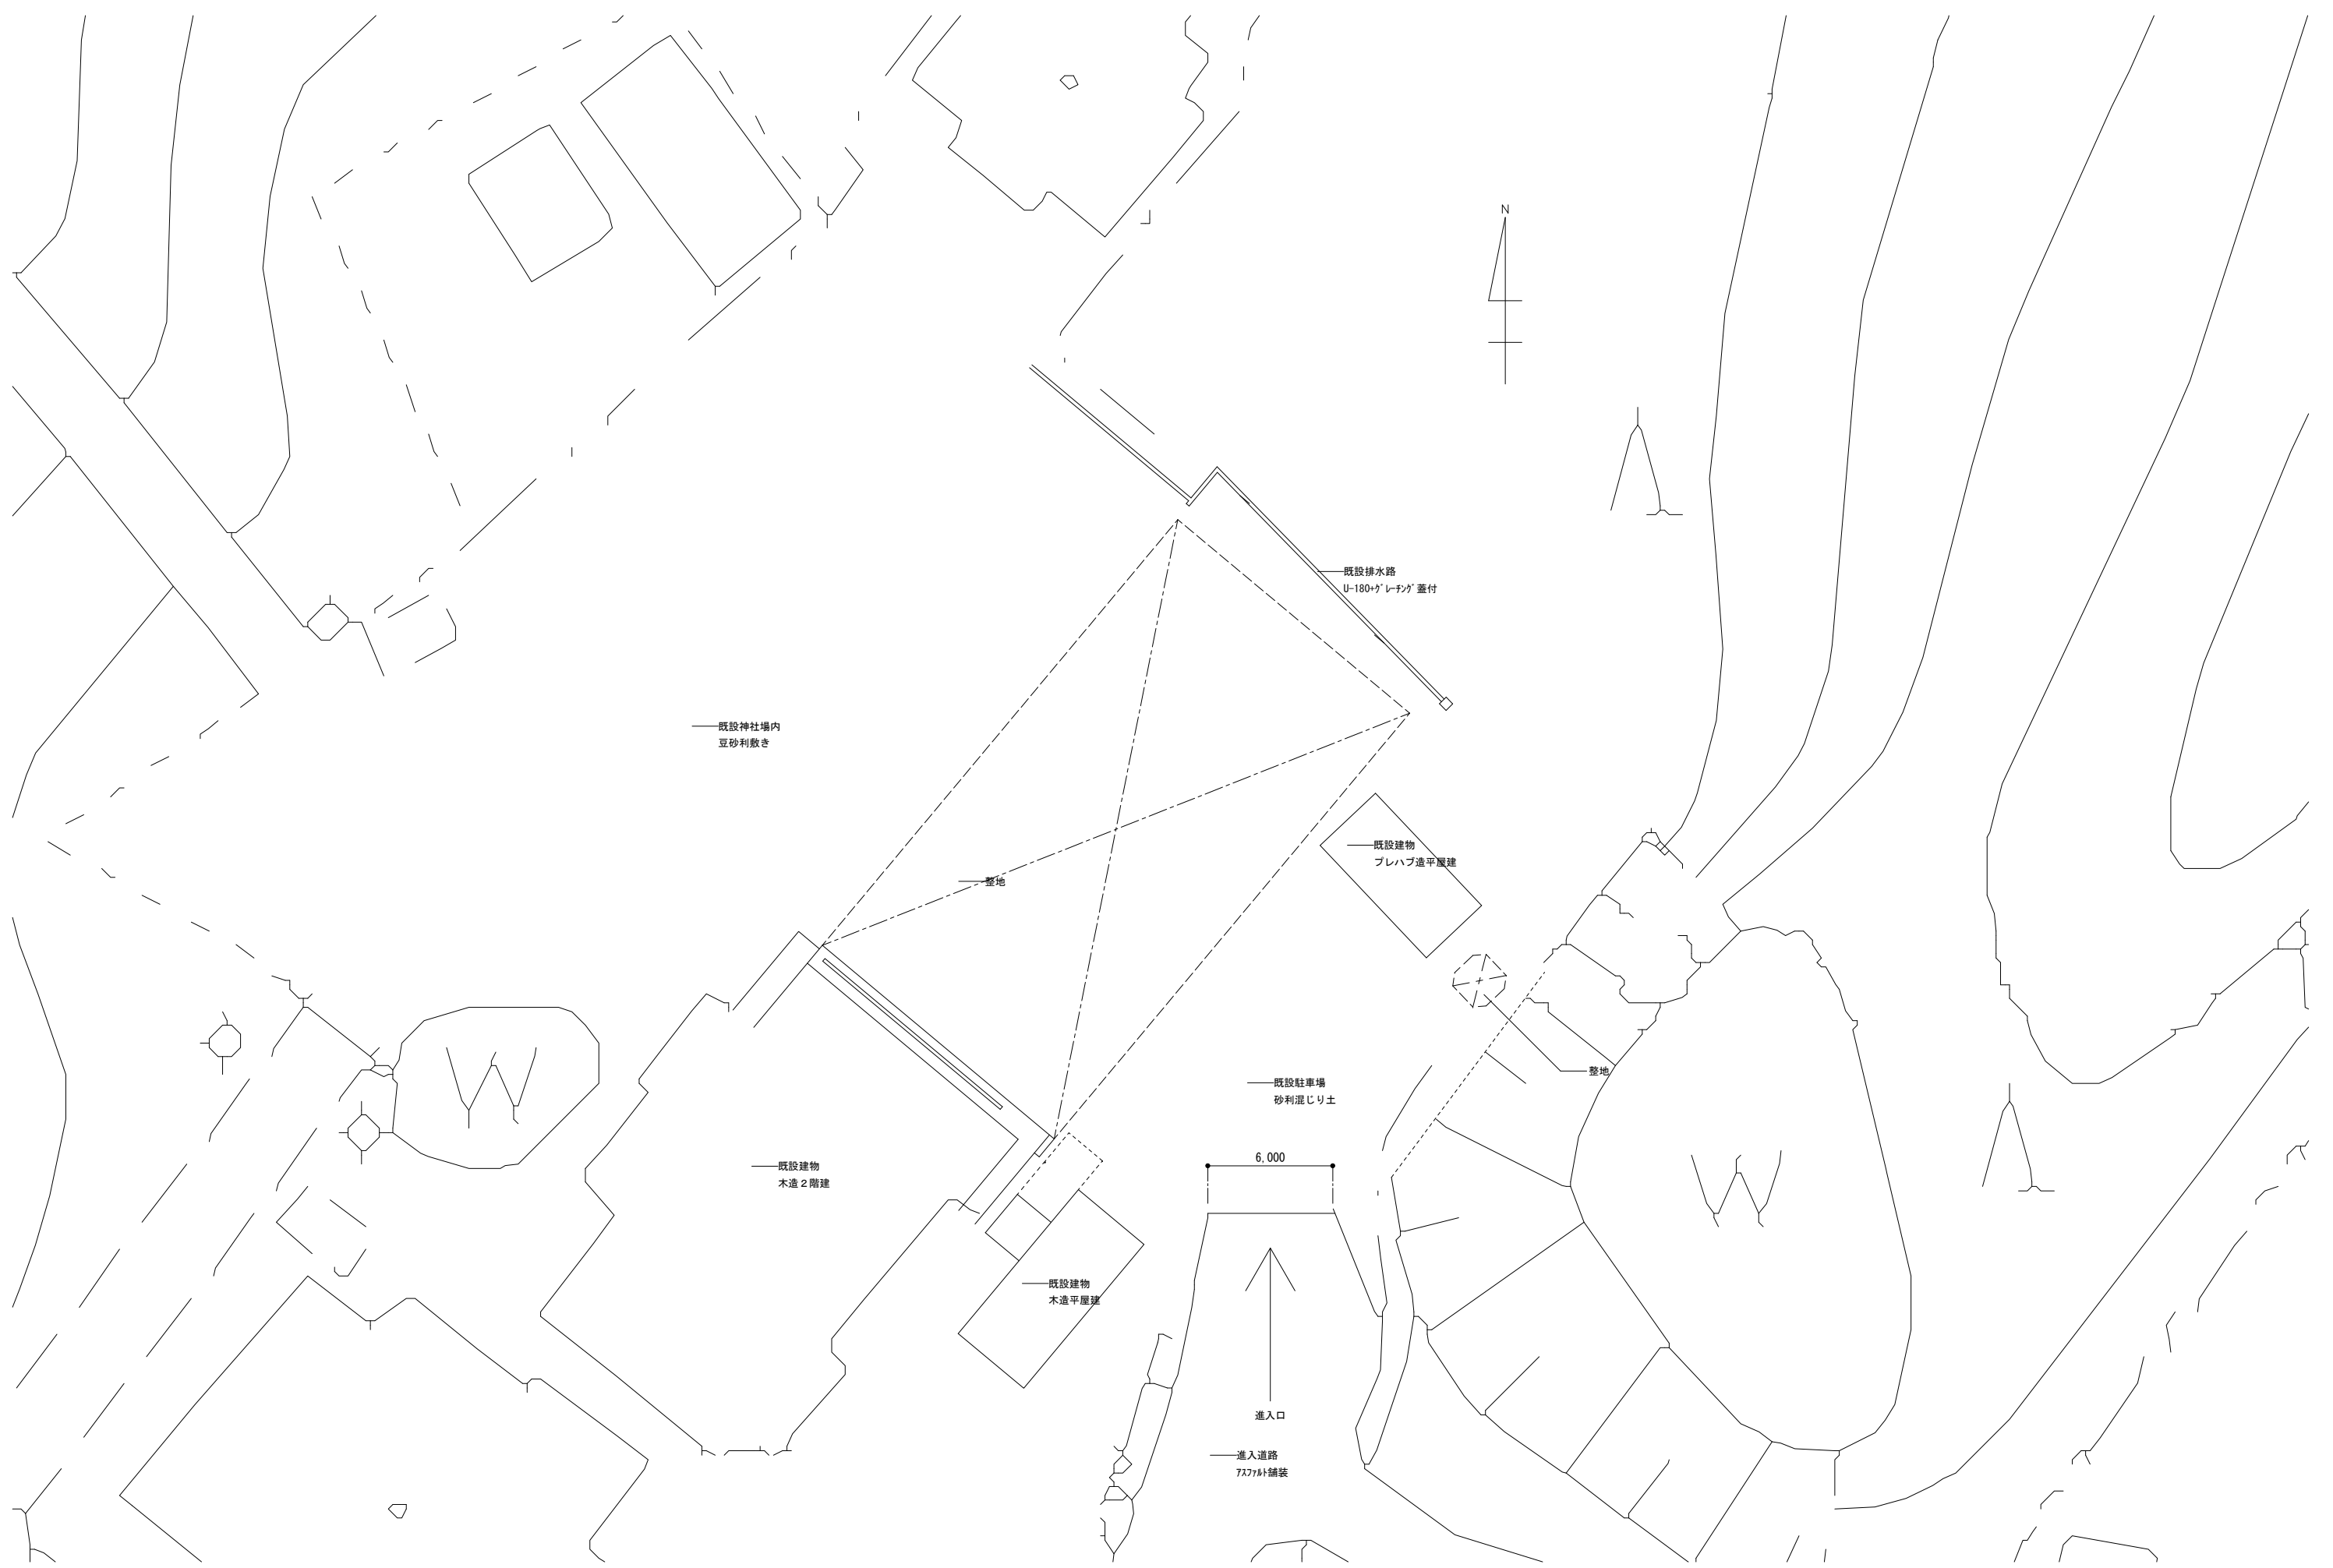 N
既設排水路
U-180+ｸﾞﾚｰﾁﾝｸﾞ蓋付
既設神社場内
豆砂利敷き
既設建物
プレハブ造平屋建
整地
整地
既設駐車場
砂利混じり土
6,000
既設建物
木造２階建
既設建物
木造平屋建
進入口
進入道路
ｱｽﾌｧﾙﾄ舗装